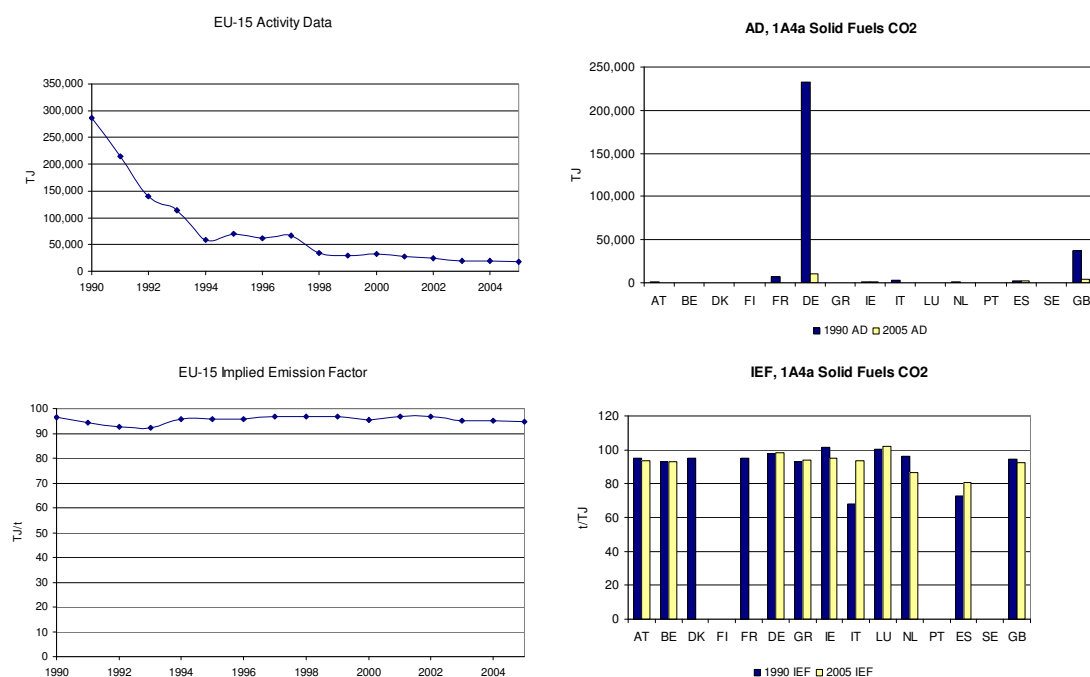 EU-15 Activity Data
350,000
300,000
250,000
200,000
150,000
100,000
50,000
0
TJ
1990 1992 1994 1996 1998 2000 2002 2004
AD, 1A4a Solid Fuels CO2
250,000
200,000
150,000
100,000
50,000
0
TJ
AT BE DK FI FR DE GR IE IT LU NL PT ES SE GB
1990 AD 2005 AD
EU-15 Implied Emission Factor
100
90
80
70
60
50
40
30
20
10
0
TJ/t
1990 1992 1994 1996 1998 2000 2002 2004
IEF, 1A4a Solid Fuels CO2
120
100
80
60
40
20
0
t/TJ
AT BE DK FI FR DE GR IE IT LU NL PT ES SE GB
1990 IEF 2005 IEF